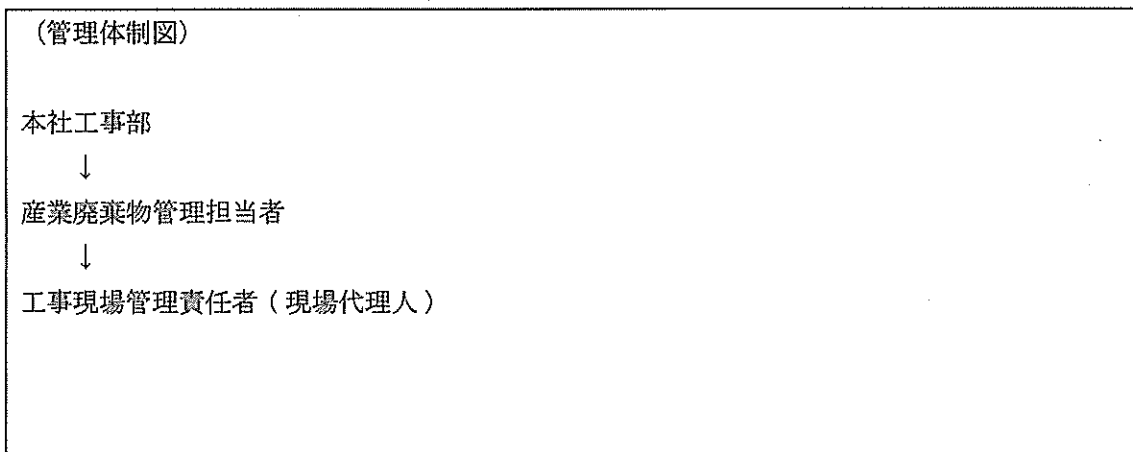 （管理体制図）
本社工事部
↓
産業廃棄物管理担当者
↓
工事現場管理責任者（現場代理人）